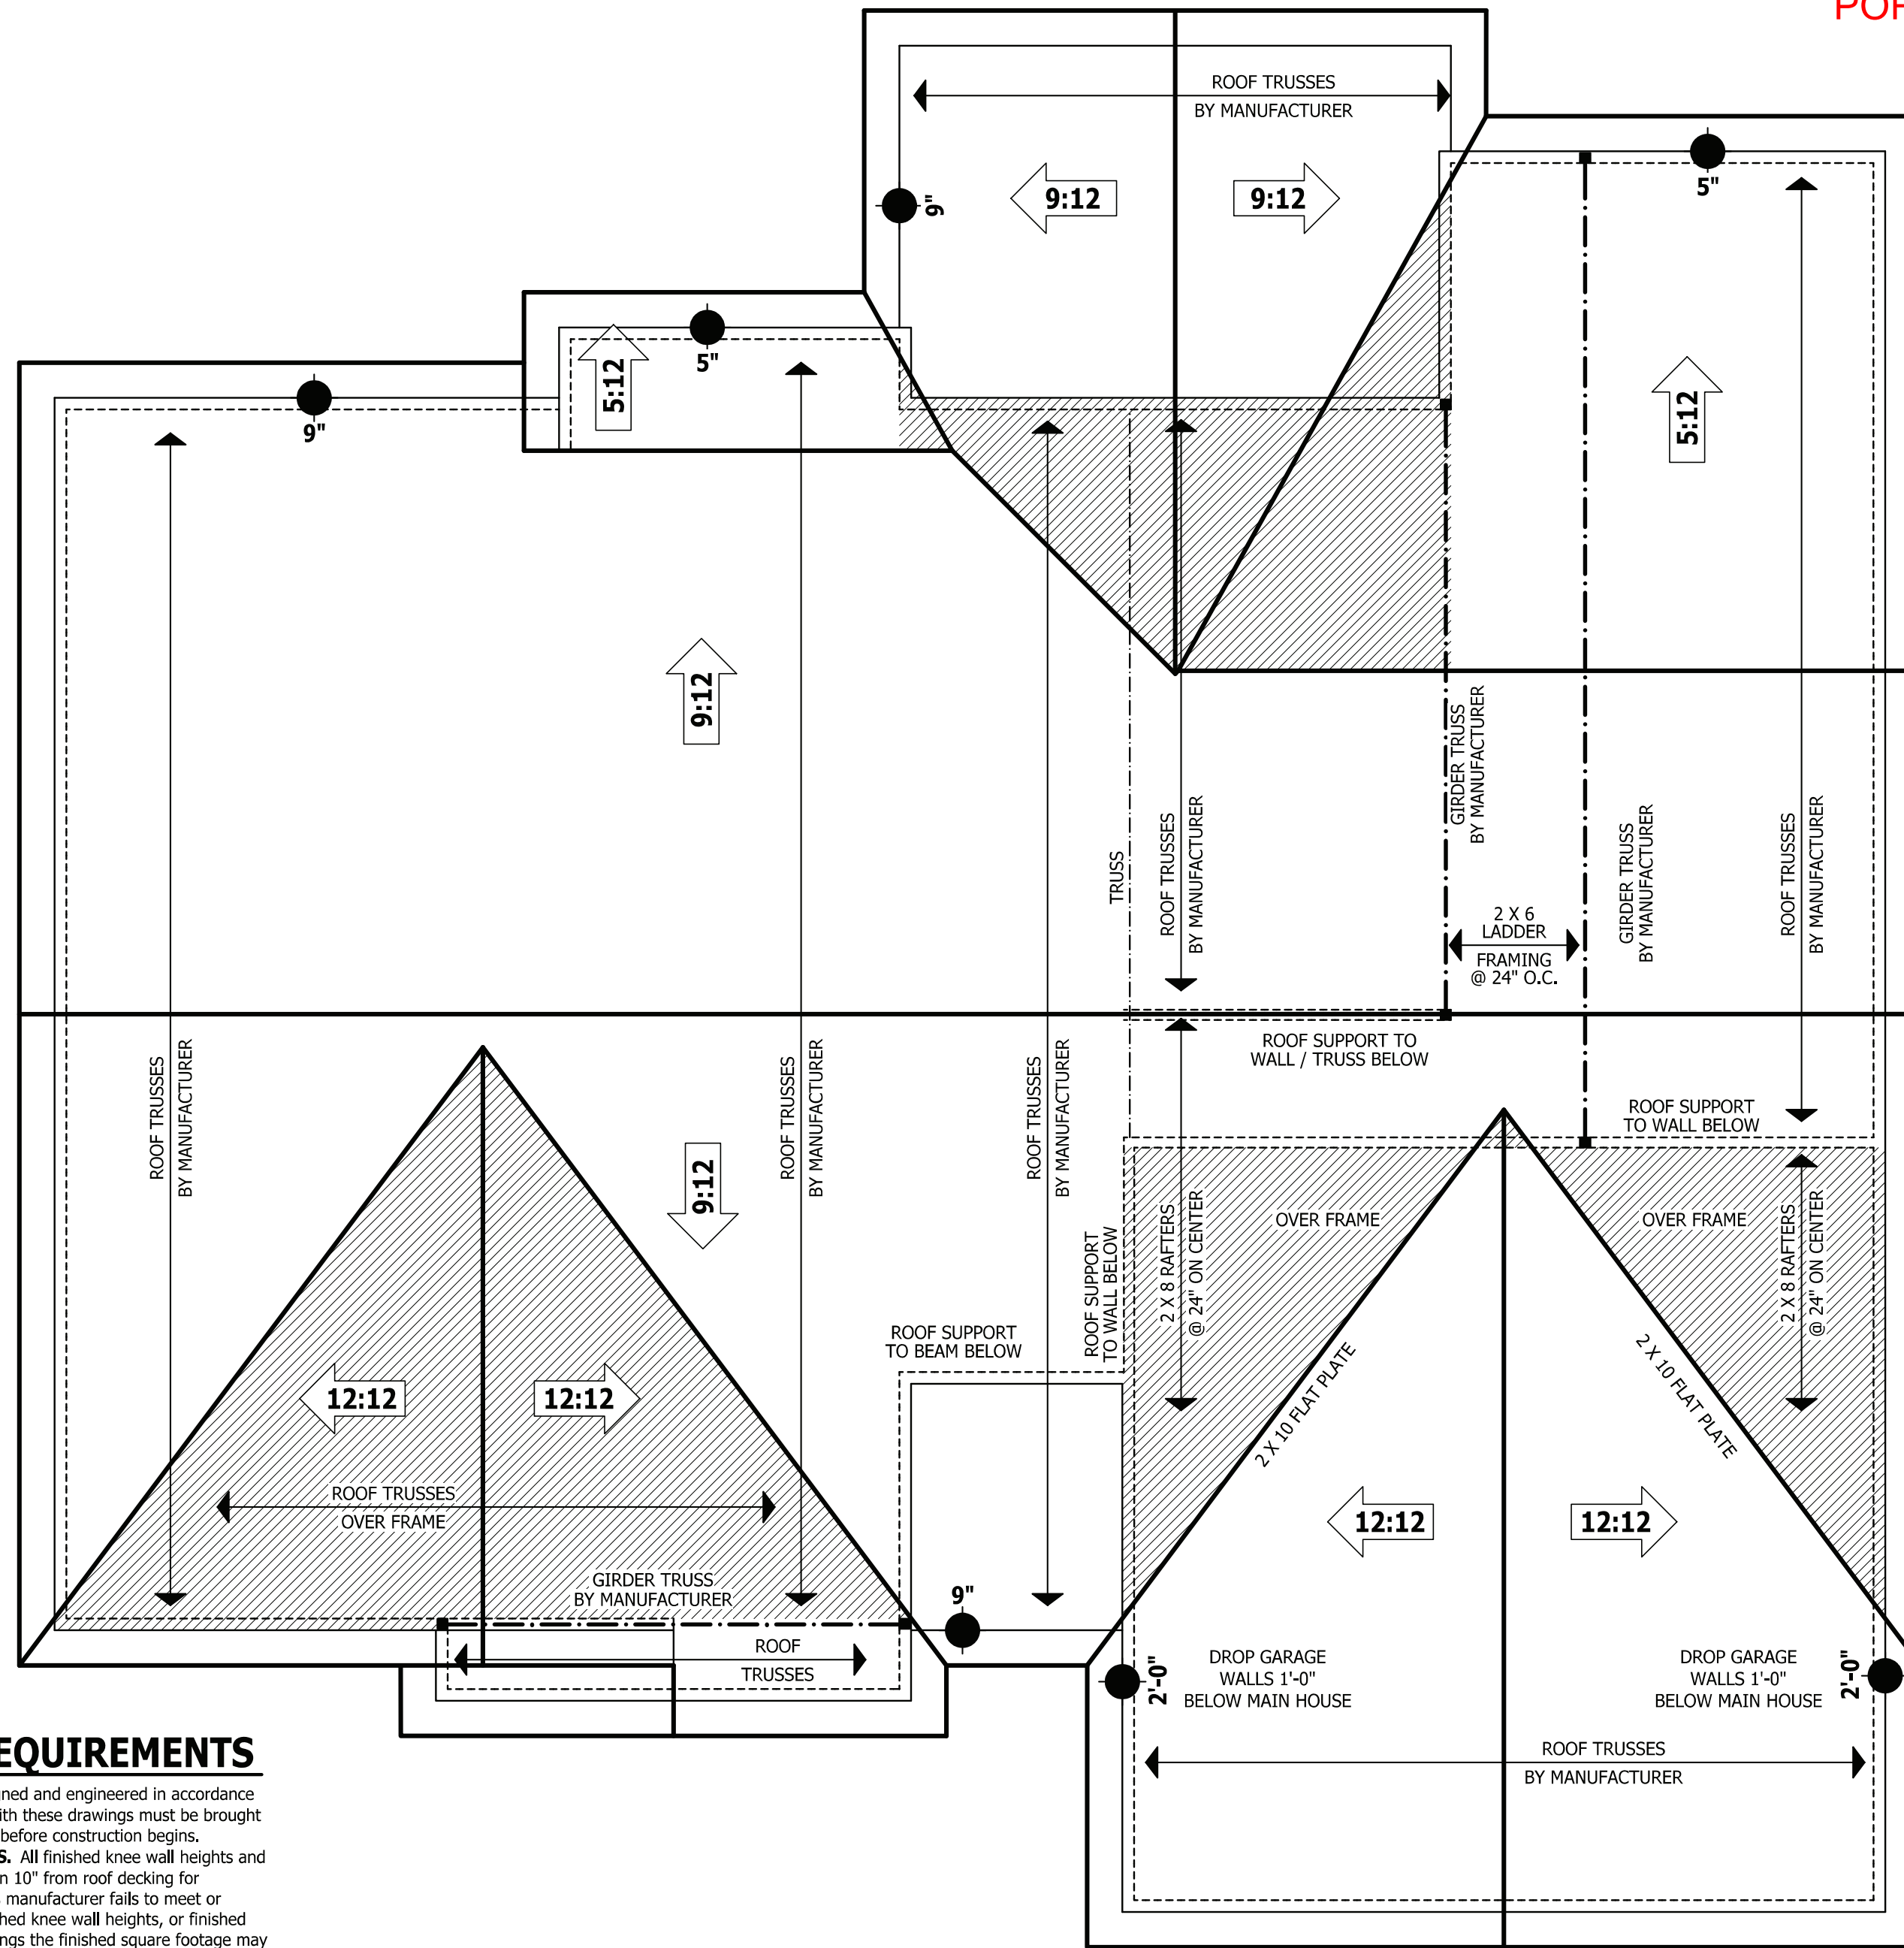 POR
ROOF TRUSSES
BY MANUFACTURER
5"
9:12
9:12
9"
5:12
5"
5:12
9"
9:12
GIRDER TRUSS
BY MANUFACTURER
TRUSS
ROOF TRUSSES
BY MANUFACTURER
GIRDER TRUSS
BY MANUFACTURER
ROOF TRUSSES
BY MANUFACTURER
2 X 6
LADDER
FRAMING
@ 24" O.C.
ROOF SUPPORT TO
WALL / TRUSS BELOW
ROOF TRUSSES
BY MANUFACTURER
ROOF TRUSSES
BY MANUFACTURER
ROOF TRUSSES
BY MANUFACTURER
ROOF SUPPORT
TO WALL BELOW
9:12
OVER FRAME
OVER FRAME
2 X 8 RAFTERS
@ 24" ON CENTER
2 X 8 RAFTERS
@ 24" ON CENTER
ROOF SUPPORT
TO WALL BELOW
ROOF SUPPORT
TO BEAM BELOW
2 X 10 FLAT PLATE
2 X 10 FLAT PLATE
12:12
12:12
ROOF TRUSSES
OVER FRAME
12:12
12:12
GIRDER TRUSS
BY MANUFACTURER
9"
ROOF
TRUSSES
DROP GARAGE
WALLS 1'-0"
BELOW MAIN HOUSE
2'-0"
DROP GARAGE
WALLS 1'-0"
BELOW MAIN HOUSE
2'-0"
ROOF TRUSSES
BY MANUFACTURER
EQUIREMENTS
gned and engineered in accordance
ith these drawings must be brought
before construction begins.
S. All finished knee wall heights and
n 10" from roof decking for
manufacturer fails to meet or
hed knee wall heights, or finished
ngs the finished square footage may